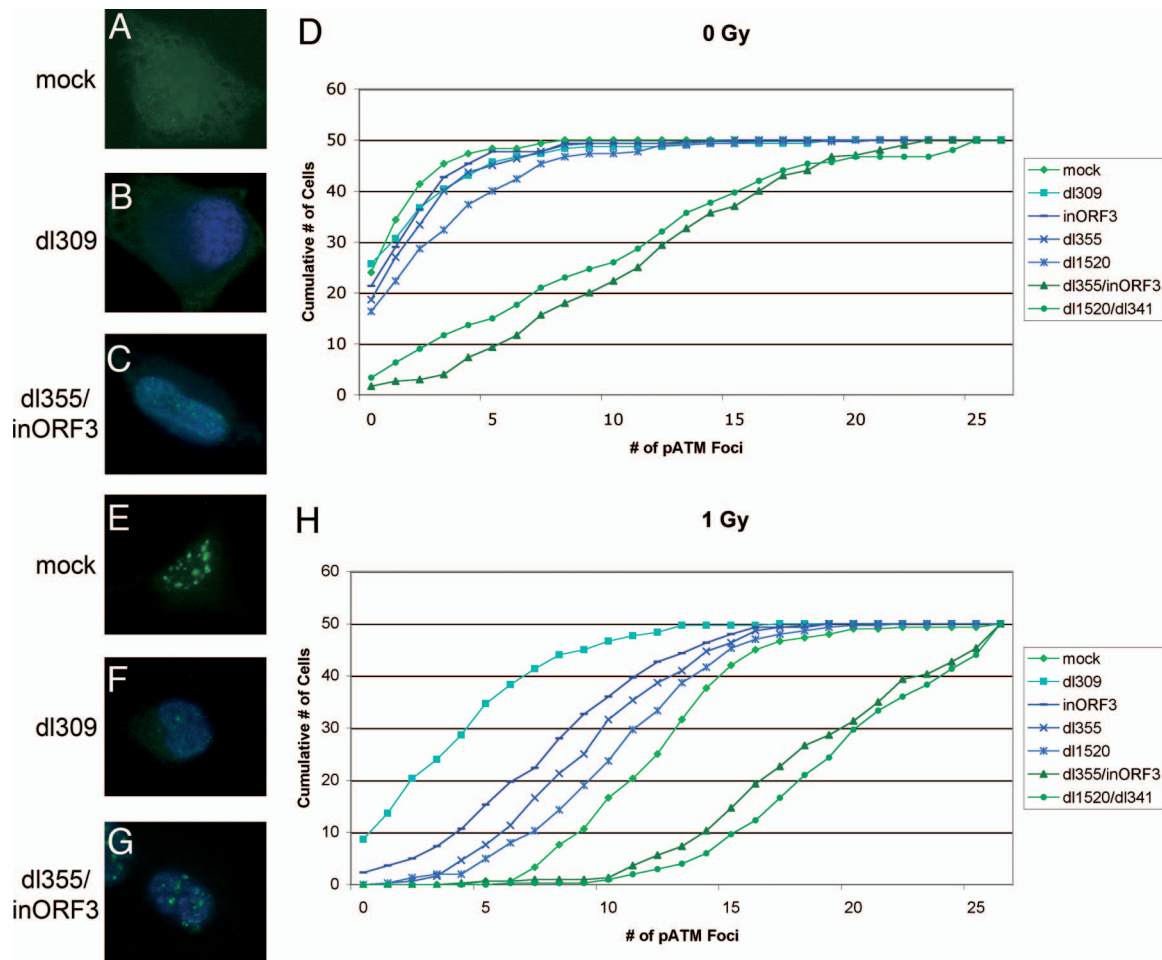 A
mock
B
dl309
C
dl355/
inORF3
D
0 Gy
60
50
40
30
20
10
0
Cumulative # of Cells
0 5 10 15 20 25
# of pATM Foci
mock
dl309
inORF3
dl355
dl1520
dl355/inORF3
dl1520/dl341
E
mock
F
dl309
G
dl355/
inORF3
H
1 Gy
60
50
40
30
20
10
0
Cumulative # of Cells
0 5 10 15 20 25
# of pATM Foci
mock
dl309
inORF3
dl355
dl1520
dl355/inORF3
dl1520/dl341